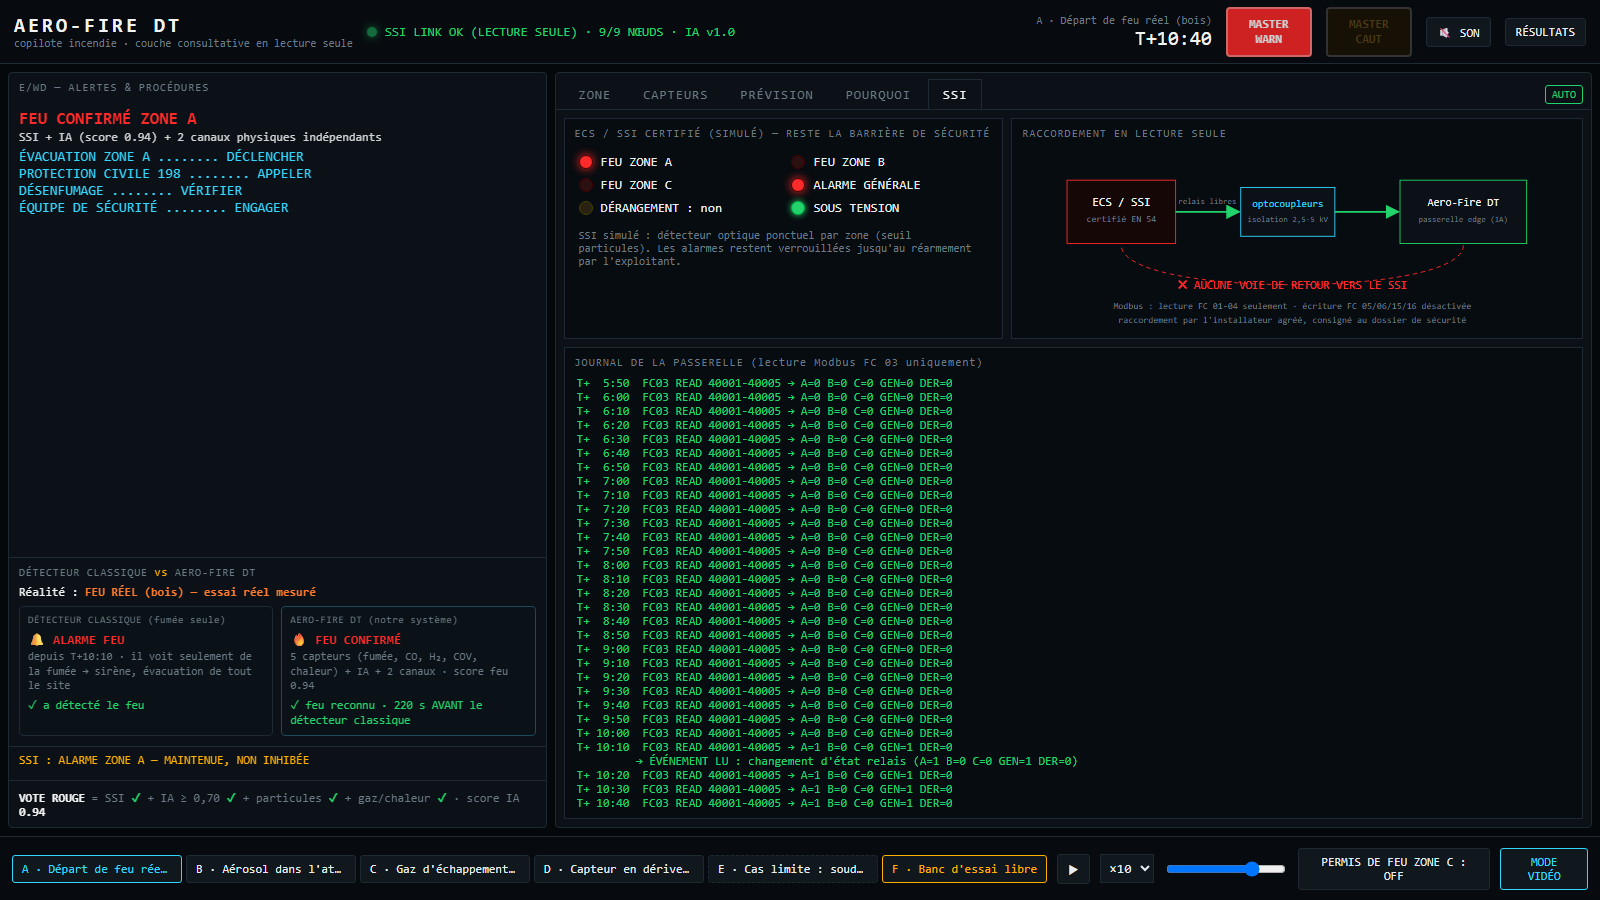 AERO-FIRE DT
copilote incendie · couche consultative en lecture seule
SSI LINK OK (LECTURE SEULE) · 9/9 NŒUDS · IA v1.0
A · Départ de feu réel (bois)
T+10:40
MASTER
WARN
MASTER
CAUT
SON
RÉSULTATS
E/WD — ALERTES & PROCÉDURES
FEU CONFIRMÉ ZONE A
SSI + IA (score 0.94) + 2 canaux physiques indépendants
ÉVACUATION ZONE A ........ DÉCLENCHER
PROTECTION CIVILE 198 ........ APPELER
DÉSENFUMAGE ........ VÉRIFIER
ÉQUIPE DE SÉCURITÉ ........ ENGAGER
DÉTECTEUR CLASSIQUE vs AERO-FIRE DT
Réalité : FEU RÉEL (bois) — essai réel mesuré
DÉTECTEUR CLASSIQUE (fumée seule)
ALARME FEU
depuis T+10:10 · il voit seulement de
la fumée → sirène, évacuation de tout
le site
✓ a détecté le feu
AERO-FIRE DT (notre système)
FEU CONFIRMÉ
5 capteurs (fumée, CO, H₂, COV,
chaleur) + IA + 2 canaux · score feu
0.94
✓ feu reconnu · 220 s AVANT le
détecteur classique
SSI : ALARME ZONE A — MAINTENUE, NON INHIBÉE
VOTE ROUGE = SSI ✓ + IA ≥ 0,70 ✓ + particules ✓ + gaz/chaleur ✓ · score IA
0.94
ZONE CAPTEURS PRÉVISION POURQUOI SSI
AUTO
ECS / SSI CERTIFIÉ (SIMULÉ) — RESTE LA BARRIÈRE DE SÉCURITÉ
FEU ZONE A FEU ZONE B
FEU ZONE C ALARME GÉNÉRALE
DÉRANGEMENT : non SOUS TENSION
SSI simulé : détecteur optique ponctuel par zone (seuil
particules). Les alarmes restent verrouillées jusqu'au réarmement
par l'exploitant.
RACCORDEMENT EN LECTURE SEULE
ECS / SSI
certifié EN 54
relais libres
optocoupleurs
isolation 2,5-5 kV
Aero-Fire DT
passerelle edge (IA)
❌ AUCUNE VOIE DE RETOUR VERS LE SSI
Modbus : lecture FC 01-04 seulement · écriture FC 05/06/15/16 désactivée
raccordement par l'installateur agréé, consigné au dossier de sécurité
JOURNAL DE LA PASSERELLE (lecture Modbus FC 03 uniquement)
T+ 5:50 FC03 READ 40001-40005 → A=0 B=0 C=0 GEN=0 DER=0
T+ 6:00 FC03 READ 40001-40005 → A=0 B=0 C=0 GEN=0 DER=0
T+ 6:10 FC03 READ 40001-40005 → A=0 B=0 C=0 GEN=0 DER=0
T+ 6:20 FC03 READ 40001-40005 → A=0 B=0 C=0 GEN=0 DER=0
T+ 6:30 FC03 READ 40001-40005 → A=0 B=0 C=0 GEN=0 DER=0
T+ 6:40 FC03 READ 40001-40005 → A=0 B=0 C=0 GEN=0 DER=0
T+ 6:50 FC03 READ 40001-40005 → A=0 B=0 C=0 GEN=0 DER=0
T+ 7:00 FC03 READ 40001-40005 → A=0 B=0 C=0 GEN=0 DER=0
T+ 7:10 FC03 READ 40001-40005 → A=0 B=0 C=0 GEN=0 DER=0
T+ 7:20 FC03 READ 40001-40005 → A=0 B=0 C=0 GEN=0 DER=0
T+ 7:30 FC03 READ 40001-40005 → A=0 B=0 C=0 GEN=0 DER=0
T+ 7:40 FC03 READ 40001-40005 → A=0 B=0 C=0 GEN=0 DER=0
T+ 7:50 FC03 READ 40001-40005 → A=0 B=0 C=0 GEN=0 DER=0
T+ 8:00 FC03 READ 40001-40005 → A=0 B=0 C=0 GEN=0 DER=0
T+ 8:10 FC03 READ 40001-40005 → A=0 B=0 C=0 GEN=0 DER=0
T+ 8:20 FC03 READ 40001-40005 → A=0 B=0 C=0 GEN=0 DER=0
T+ 8:30 FC03 READ 40001-40005 → A=0 B=0 C=0 GEN=0 DER=0
T+ 8:40 FC03 READ 40001-40005 → A=0 B=0 C=0 GEN=0 DER=0
T+ 8:50 FC03 READ 40001-40005 → A=0 B=0 C=0 GEN=0 DER=0
T+ 9:00 FC03 READ 40001-40005 → A=0 B=0 C=0 GEN=0 DER=0
T+ 9:10 FC03 READ 40001-40005 → A=0 B=0 C=0 GEN=0 DER=0
T+ 9:20 FC03 READ 40001-40005 → A=0 B=0 C=0 GEN=0 DER=0
T+ 9:30 FC03 READ 40001-40005 → A=0 B=0 C=0 GEN=0 DER=0
T+ 9:40 FC03 READ 40001-40005 → A=0 B=0 C=0 GEN=0 DER=0
T+ 9:50 FC03 READ 40001-40005 → A=0 B=0 C=0 GEN=0 DER=0
T+ 10:00 FC03 READ 40001-40005 → A=0 B=0 C=0 GEN=0 DER=0
T+ 10:10 FC03 READ 40001-40005 → A=1 B=0 C=0 GEN=1 DER=0
→ ÉVÉNEMENT LU : changement d'état relais (A=1 B=0 C=0 GEN=1 DER=0)
T+ 10:20 FC03 READ 40001-40005 → A=1 B=0 C=0 GEN=1 DER=0
T+ 10:30 FC03 READ 40001-40005 → A=1 B=0 C=0 GEN=1 DER=0
T+ 10:40 FC03 READ 40001-40005 → A=1 B=0 C=0 GEN=1 DER=0
A · Départ de feu rée…
B · Aérosol dans l'at…
C · Gaz d'échappement…
D · Capteur en dérive…
E · Cas limite : soud…
F · Banc d'essai libre
x10
PERMIS DE FEU ZONE C :
OFF
MODE
VIDÉO